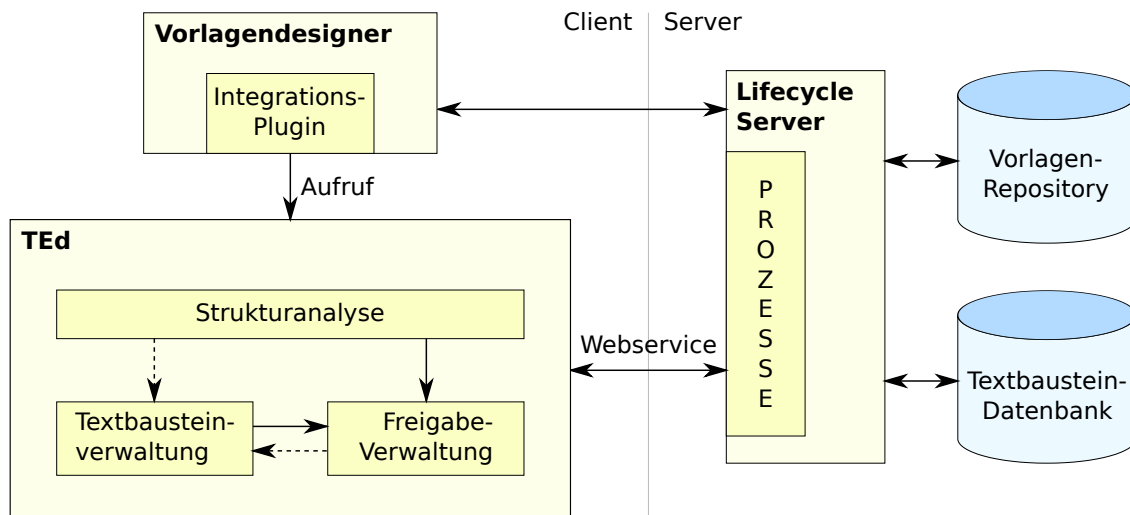 Client
Server
Vorlagendesigner
Integrations-
Plugin
Aufruf
TEd
Strukturanalyse
Textbaustein-
verwaltung
Freigabe-
Verwaltung
Webservice
Lifecycle
Server
P
R
O
Z
E
S
S
E
Vorlagen-
Repository
Textbaustein-
Datenbank